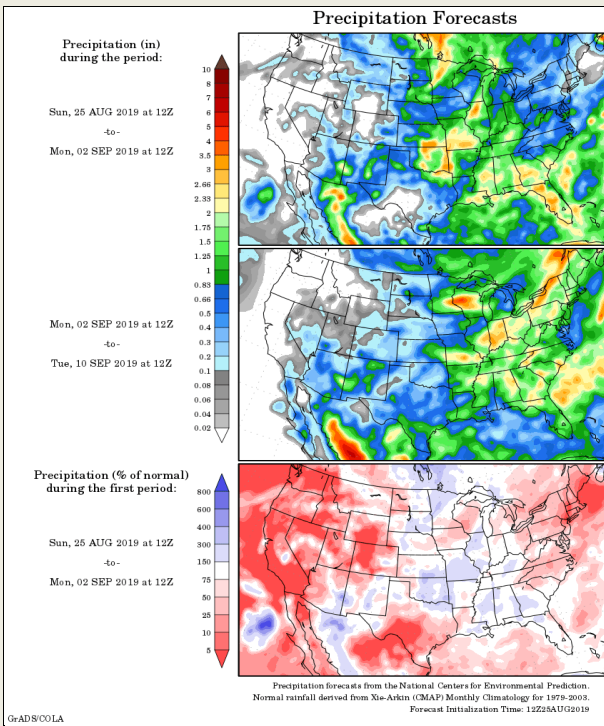 Precipitation Forecasts
Precipitation (in)
during the period:
Sun, 25 AUG 2019 at 12Z
-to-
Mon, 02 SEP 2019 at 12Z
10
8
7
6
5
4
3.5
3
2.66
2.33
2
1.75
1.5
1.25
1
0.83
0.66
0.5
0.4
0.3
0.2
0.1
0.08
0.06
0.04
0.02
Mon, 02 SEP 2019 at 12Z
-to-
Tue, 10 SEP 2019 at 12Z
Precipitation (% of normal)
during the first period:
Sun, 25 AUG 2019 at 12Z
-to-
Mon, 02 SEP 2019 at 12Z
800
600
400
300
150
75
50
25
10
5
Precipitation forecasts from the National Centers for Environmental Prediction.
Normal rainfall derived from Xie-Arkin (CMAP) Monthly Climatology for 1979-2003.
Forecast Initialization Time: 12Z25AUG2019
GrADS/COLA